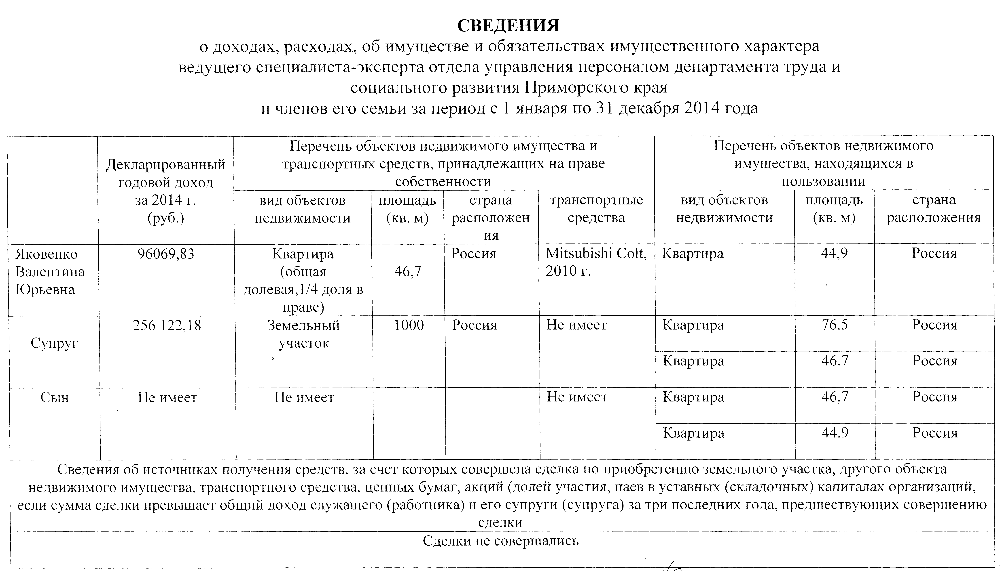 СВЕДЕНИЯ
о доходах, расходах, об имуществе и обязательствах имущественного характера
ведущего специалиста-эксперта отдела управления персоналом департамента труда и
социального развития Приморского края
и членов его семьи за период с 1 января по 31 декабря 2014 года
Декларированный
годовой доход
за 2014 г.
(руб.)
Перечень объектов недвижимого имущества и
транспортных средств, принадлежащих на праве
собственности
Перечень объектов недвижимого
имущества, находящихся в
пользовании
вид объектов
недвижимости
площадь
(кв. м)
страна
расположен
ия
транспортные
средства
вид объектов
недвижимости
площадь
(кв. м)
страна
расположения
Яковенко
Валентина
Юрьевна
96069,83
Квартира
(общая
долевая,1/4 доля в
праве)
46,7
Россия
Mitsubishi Colt,
2010 г.
Квартира
44,9
Россия
Супруг
256 122,18
Земельный
участок
1000
Россия
Не имеет
Квартира
76,5
Россия
Квартира
46,7
Россия
Сын
Не имеет
Не имеет
Не имеет
Квартира
46,7
Россия
Квартира
44,9
Россия
Сведения об источниках получения средств, за счет которых совершена сделка по приобретению земельного участка, другого объекта
недвижимого имущества, транспортного средства, ценных бумаг, акций (долей участия, паев в уставных (складочных) капиталах организаций,
если сумма сделки превышает общий доход служащего (работника) и его супруги (супруга) за три последних года, предшествующих совершению
сделки
Сделки не совершались